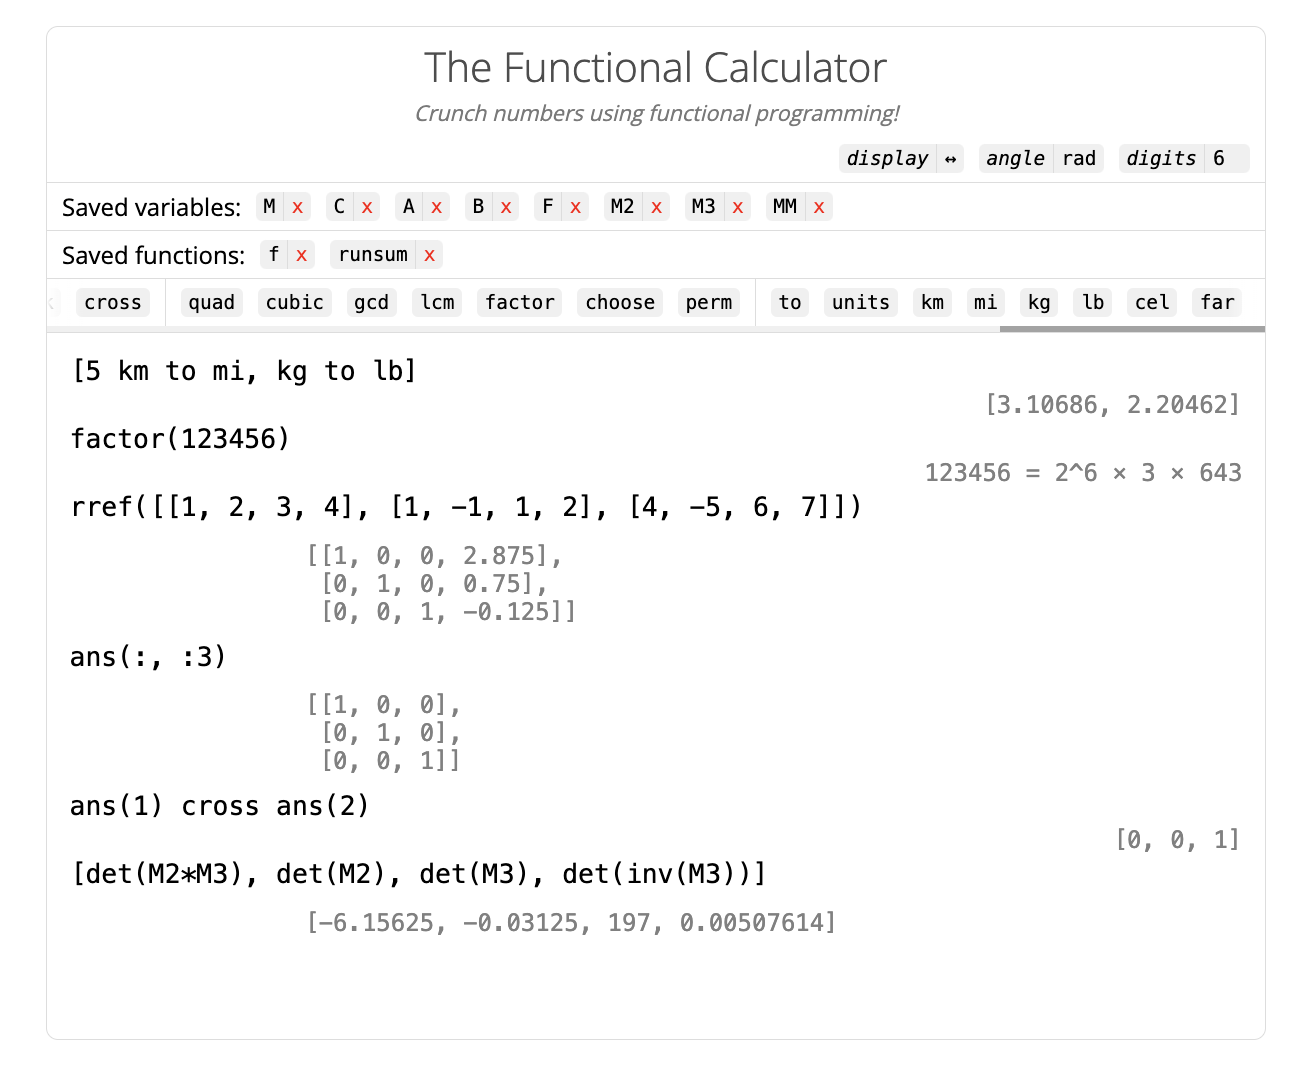 The Functional Calculator
Crunch numbers using functional programming!
display ↔ angle rad digits 6
Saved variables: M x C x A x B x F x M2 x M3 x MM x
Saved functions: f x runsum x
cross quad cubic gcd lcm factor choose perm to units km mi kg lb cel far
[5 km to mi, kg to lb]
[3.10686, 2.20462]
factor(123456)
123456 = 2^6 × 3 × 643
rref([[1, 2, 3, 4], [1, −1, 1, 2], [4, −5, 6, 7]])
[[1, 0, 0, 2.875],
[0, 1, 0, 0.75],
[0, 0, 1, −0.125]]
ans(:, :3)
[[1, 0, 0],
[0, 1, 0],
[0, 0, 1]]
ans(1) cross ans(2)
[0, 0, 1]
[det(M2*M3), det(M2), det(M3), det(inv(M3))]
[−6.15625, −0.03125, 197, 0.00507614]